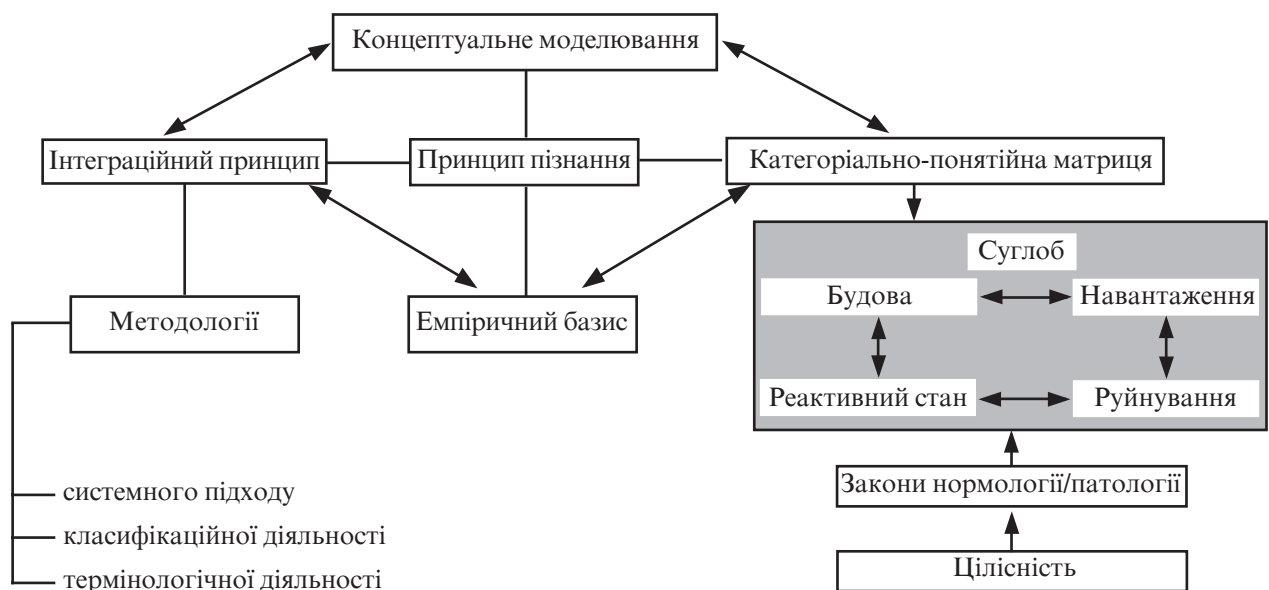 Концептуальне моделювання
Інтеграційний принцип
Принцип пізнання
Категоріально-понятійна матриця
Суглоб
Будова
Навантаження
Методології
Емпіричний базис
Реактивний стан
Руйнування
системного підходу
класифікаційної діяльності
термінологічної діяльності
Закони нормології/патології
Цілісність